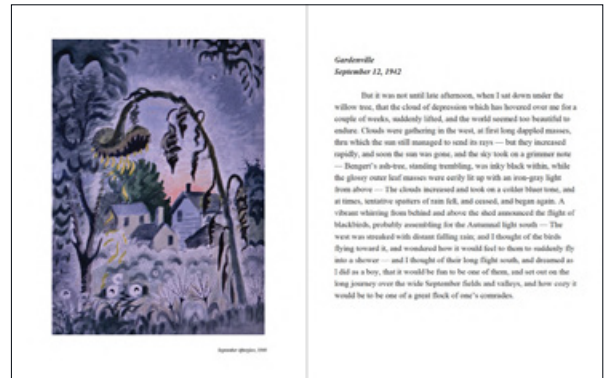 Gardenville
September 12, 1942
But it was not until late afternoon, when I sat down under the
willow tree, that the cloud of depression which has hovered over me for a
couple of weeks, suddenly lifted, and the world seemed too beautiful to
endure. Clouds were gathering in the west, at first long dappled masses,
thru which the sun still managed to send its rays — but they increased
rapidly, and soon the sun was gone, and the sky took on a grimmer note
— Bengert's ash-tree, standing trembling, was inky black within, while
the glossy outer leaf masses were eerily lit up with an iron-gray light
from above — The clouds increased and took on a colder bluer tone, and
at times, tentative spatters of rain fell, and ceased, and began again. A
vibrant whirring from behind and above the shed announced the flight of
blackbirds, probably assembling for the Autumnal light south — The
west was streaked with distant falling rain, and I thought of the birds
flying toward it, and wondered how it would feel to them to suddenly fly
into a shower — and I thought of their long flight south, and dreamed as
I did as a boy, that it would be fun to be one of them, and set out on the
long journey over the wide September fields and valleys, and how cozy it
would be to be one of a great flock of one's comrades.
September